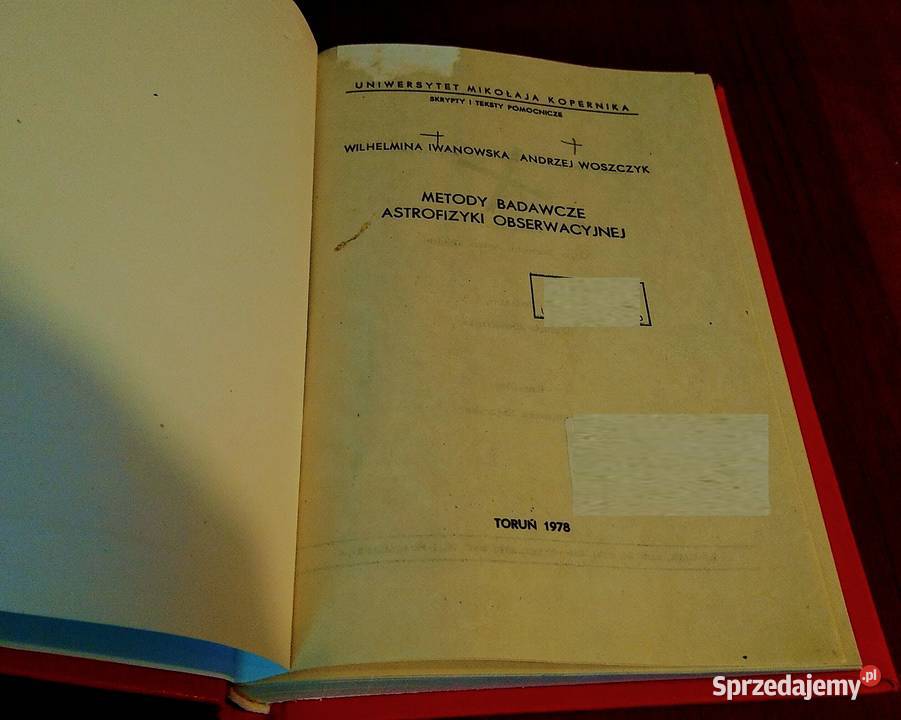 UNIWERSYTET MIKOŁAJA KOPERNIKA
SKRYPTY I TEKSTY POMOCNICZE
WILHELMINA IWANOWSKA ANDRZEJ WOSZCZYK
METODY BADAWCZE
ASTROFIZYKI OBSERWACYJNEJ
TORUŃ 1978
Sprzedajemy.pl